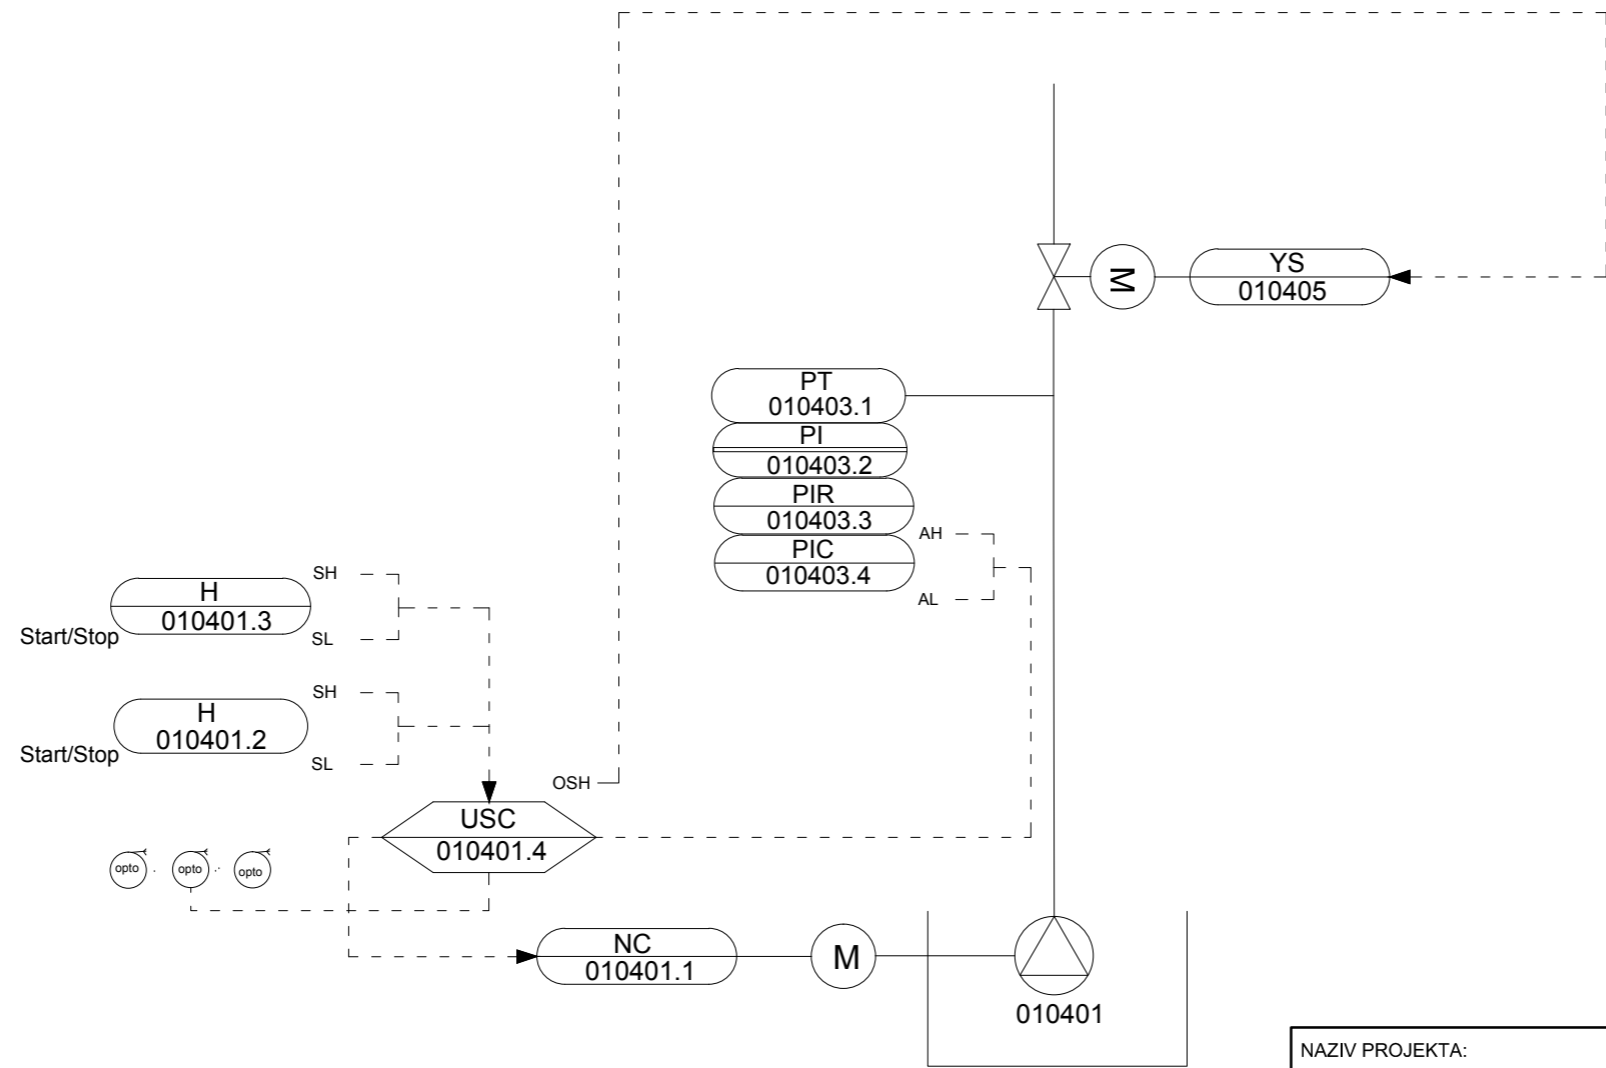 M
YS
010405
PT
010403.1
PI
010403.2
PIR
010403.3
AH
PIC
010403.4
AL
SH
H
010401.3
Start/Stop
SL
SH
H
010401.2
Start/Stop
SL
OSH
USC
010401.4
opto
opto
opto
NC
010401.1
M
010401
NAZIV PROJEKTA: